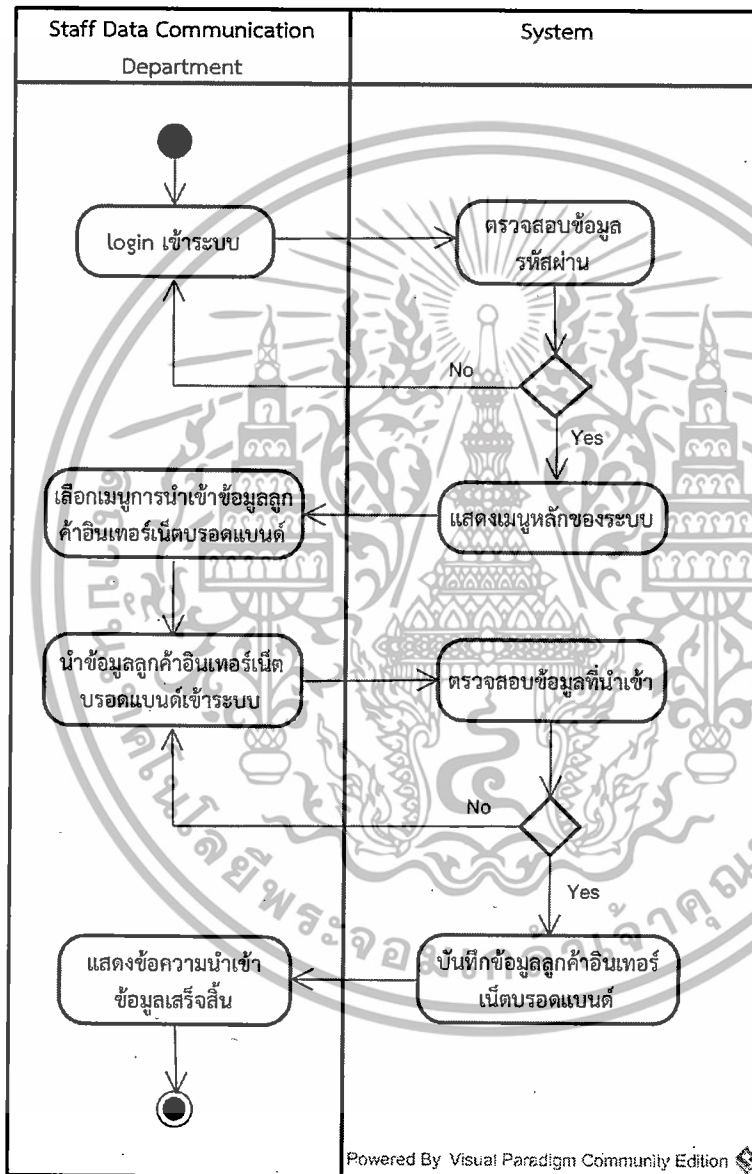 Staff Data Communication
Department
System
login เข้าระบบ
ตรวจสอบข้อมูล
รหัสผ่าน
No
Yes
เลือกเมนูการนำเข้าข้อมูลลูก
ค้าอินเทอร์เน็ตบรอดแบนด์
แสดงเมนูหลักของระบบ
นำข้อมูลลูกค้าอินเทอร์เน็ต
บรอดแบนด์เข้าระบบ
ตรวจสอบข้อมูลที่นำเข้า
No
Yes
แสดงข้อความนำเข้า
ข้อมูลเสร็จสิ้น
บันทึกข้อมูลลูกค้าอินเทอร์
เน็ตบรอดแบนด์
Powered By Visual Paradigm Community Edition